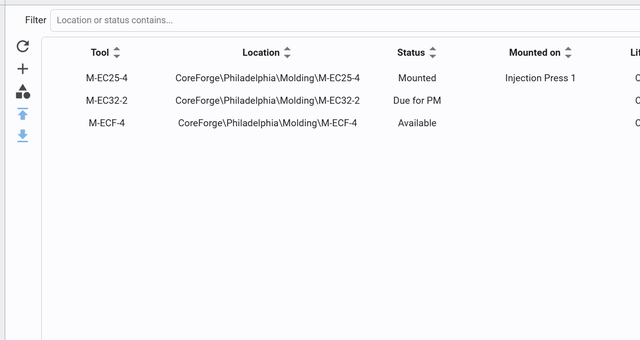 Filter Location or status contains...
Tool Location Status Mounted on
M-EC25-4 CoreForge\Philadelphia\Molding\M-EC25-4 Mounted Injection Press 1
M-EC32-2 CoreForge\Philadelphia\Molding\M-EC32-2 Due for PM
M-ECF-4 CoreForge\Philadelphia\Molding\M-ECF-4 Available